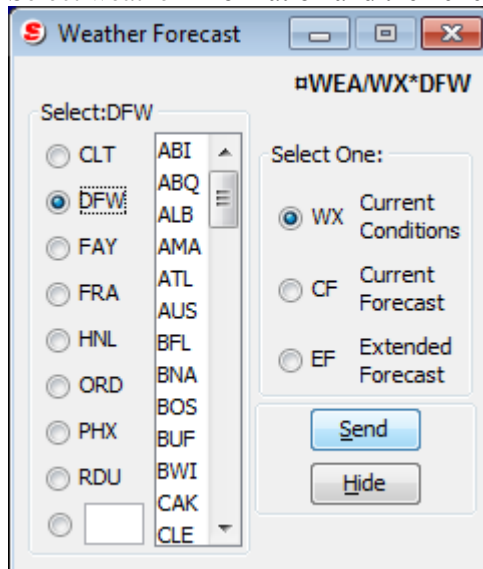 Weather Forecast
¤WEA/WX*DFW
Select:DFW
CLT
DFW
FAY
FRA
HNL
ORD
PHX
RDU
ABI
ABQ
ALB
AMA
ATL
AUS
BFL
BNA
BOS
BUF
BWI
CAK
CLE
Select One:
WX Current
Conditions
CF Current
Forecast
EF Extended
Forecast
Send
Hide